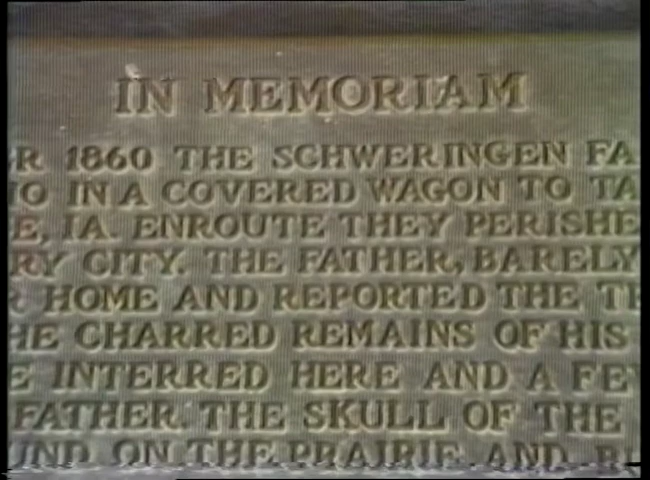 IN MEMORIAM
R 1860 THE SCHWERINGEN FA
IO IN A COVERED WAGON TO TA
E, IA. ENROUTE THEY PERISHE
RY CITY. THE FATHER, BARELY
R HOME AND REPORTED THE T
HE CHARRED REMAINS OF HIS
E INTERRED HERE AND A FE
FATHER. THE SKULL OF THE
UND ON THE PRAIRIE AND